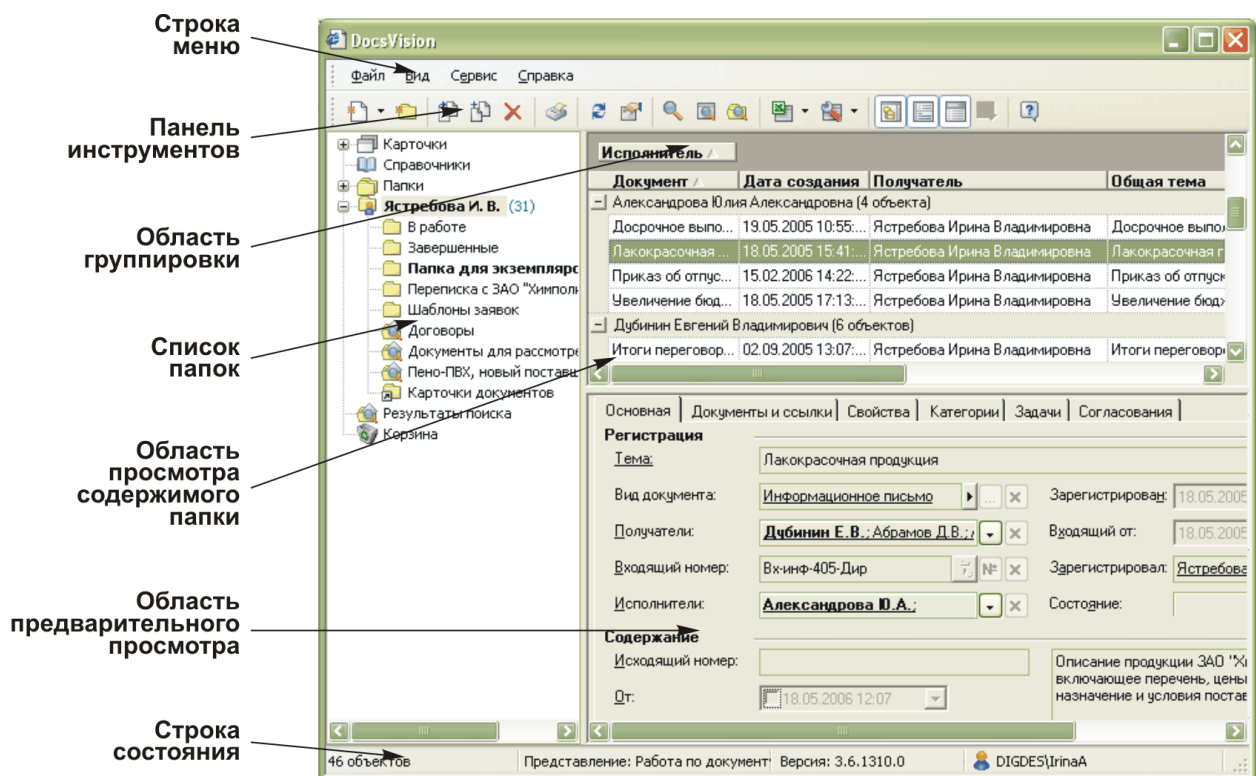 Строка
меню
Панель
инструментов
Область
группировки
Список
папок
Область
просмотра
содержимого
папки
Область
предварительного
просмотра
Строка
состояния
DocsVision
Файл Вид Сервис Справка
Карточки
Справочники
Папки
Ястребова И. В. (31)
В работе
Завершенные
Папка для экземпляро
Переписка с ЗАО "Химполи
Шаблоны заявок
Договоры
Документы для рассмотре
Пено-ПВХ, новый поставщ
Карточки документов
Результаты поиска
Корзина
Исполнитель
Документ Дата создания Получатель Общая тема
Александрова Юлия Александровна (4 объекта)
Досрочное выпо... 19.05.2005 10:55:... Ястребова Ирина Владимировна Досрочное выпол
Лакокрасочная ... 18.05.2005 15:41:... Ястребова Ирина Владимировна Лакокрасочная п
Приказ об отпус... 15.02.2006 14:22:... Ястребова Ирина Владимировна Приказ об отпуск
Увеличение бюд... 18.05.2005 17:13:... Ястребова Ирина Владимировна Увеличение бюдж
Дубинин Евгений Владимирович (6 объектов)
Итоги переговор... 02.09.2005 13:07:... Ястребова Ирина Владимировна Итоги переговоро
Основная Документы и ссылки Свойства Категории Задачи Согласования
Регистрация
Тема: Лакокрасочная продукция
Вид документа: Информационное письмо ... Зарегистрирован: 18.05.2005
Получатели: Дубинин Е.В.; Абрамов Д.В.; Входящий от: 18.05.2005
Входящий номер: Вх-инф-405-Дир № Зарегистрировал: Ястребова
Исполнители: Александрова Ю.А.; Состояние:
Содержание
Исходящий номер: Описание продукции ЗАО "Хи
включающее перечень, цены
От: 18.05.2006 12:07 назначение и условия постав
46 объектов Представление: Работа по документ Версия: 3.6.1310.0 DIGDES\IrinaA